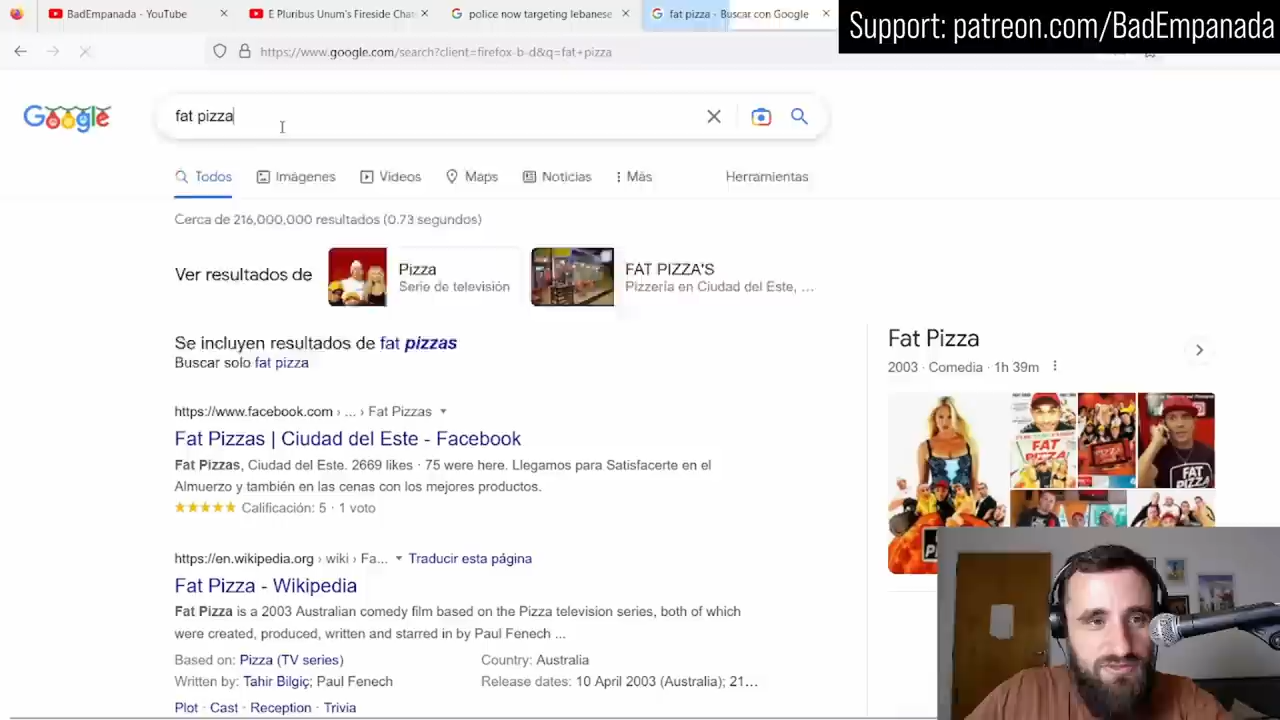 BadEmpanada - YouTube
E Pluribus Unum's Fireside Chat
police now targeting lebanese
fat pizza - Buscar con Google
Support: patreon.com/BadEmpanada
https://www.google.com/search?client=firefox-b-d&q=fat+pizza
Google
fat pizza
Todos
Imágenes
Videos
Maps
Noticias
Más
Herramientas
Cerca de 216,000,000 resultados (0.73 segundos)
Ver resultados de
Pizza
Serie de televisión
FAT PIZZA'S
Pizzería en Ciudad del Este, ...
Se incluyen resultados de fat pizzas
Buscar solo fat pizza
https://www.facebook.com › ... › Fat Pizzas
Fat Pizzas | Ciudad del Este - Facebook
Fat Pizzas, Ciudad del Este. 2669 likes · 75 were here. Llegamos para Satisfacerte en el
Almuerzo y también en las cenas con los mejores productos.
Calificación: 5 · 1 voto
https://en.wikipedia.org › wiki › Fa... Traducir esta página
Fat Pizza - Wikipedia
Fat Pizza is a 2003 Australian comedy film based on the Pizza television series, both of which
were created, produced, written and starred in by Paul Fenech ...
Based on: Pizza (TV series)
Country: Australia
Written by: Tahir Bilgiç; Paul Fenech
Release dates: 10 April 2003 (Australia); 21...
Plot · Cast · Reception · Trivia
Fat Pizza
2003 · Comedia · 1h 39m
FAT
PIZZA
FAT
PIZZA